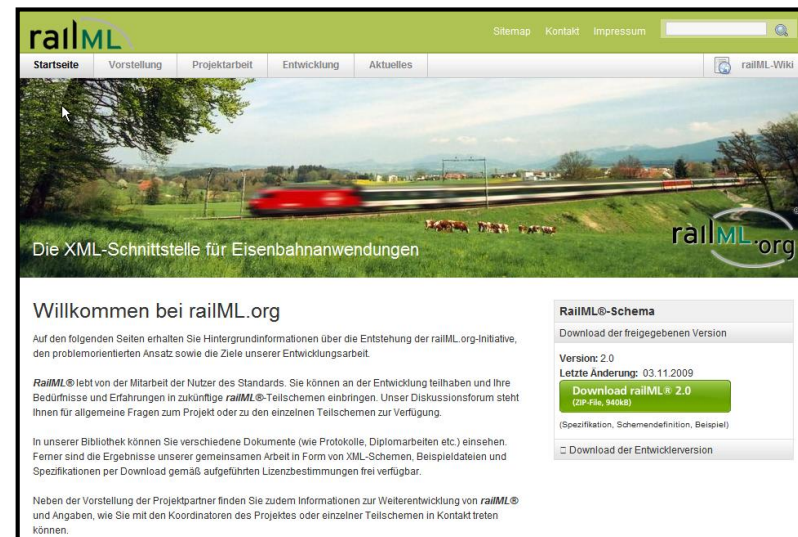 railML
Sitemap Kontakt Impressum
Startseite Vorstellung Projektarbeit Entwicklung Aktuelles railML-Wiki
Die XML-Schnittstelle für Eisenbahnanwendungen
railML.org
Willkommen bei railML.org
Auf den folgenden Seiten erhalten Sie Hintergrundinformationen über die Entstehung der railML.org-Initiative,
den problemorientierten Ansatz sowie die Ziele unserer Entwicklungsarbeit.
RailML® lebt von der Mitarbeit der Nutzer des Standards. Sie können an der Entwicklung teilhaben und Ihre
Bedürfnisse und Erfahrungen in zukünftige railML®-Teilschemen einbringen. Unser Diskussionsforum steht
Ihnen für allgemeine Fragen zum Projekt oder zu den einzelnen Teilschemen zur Verfügung.
In unserer Bibliothek können Sie verschiedene Dokumente (wie Protokolle, Diplomarbeiten etc.) einsehen.
Ferner sind die Ergebnisse unserer gemeinsamen Arbeit in Form von XML-Schemen, Beispieldateien und
Spezifikationen per Download gemäß aufgeführten Lizenzbestimmungen frei verfügbar.
Neben der Vorstellung der Projektpartner finden Sie zudem Informationen zur Weiterentwicklung von railML®
und Angaben, wie Sie mit den Koordinatoren des Projektes oder einzelner Teilschemen in Kontakt treten
können.
RailML®-Schema
Download der freigegebenen Version
Version: 2.0
Letzte Änderung: 03.11.2009
Download railML® 2.0
(ZIP-File, 940kB)
(Spezifikation, Schemendefinition, Beispiel)
Download der Entwicklerversion